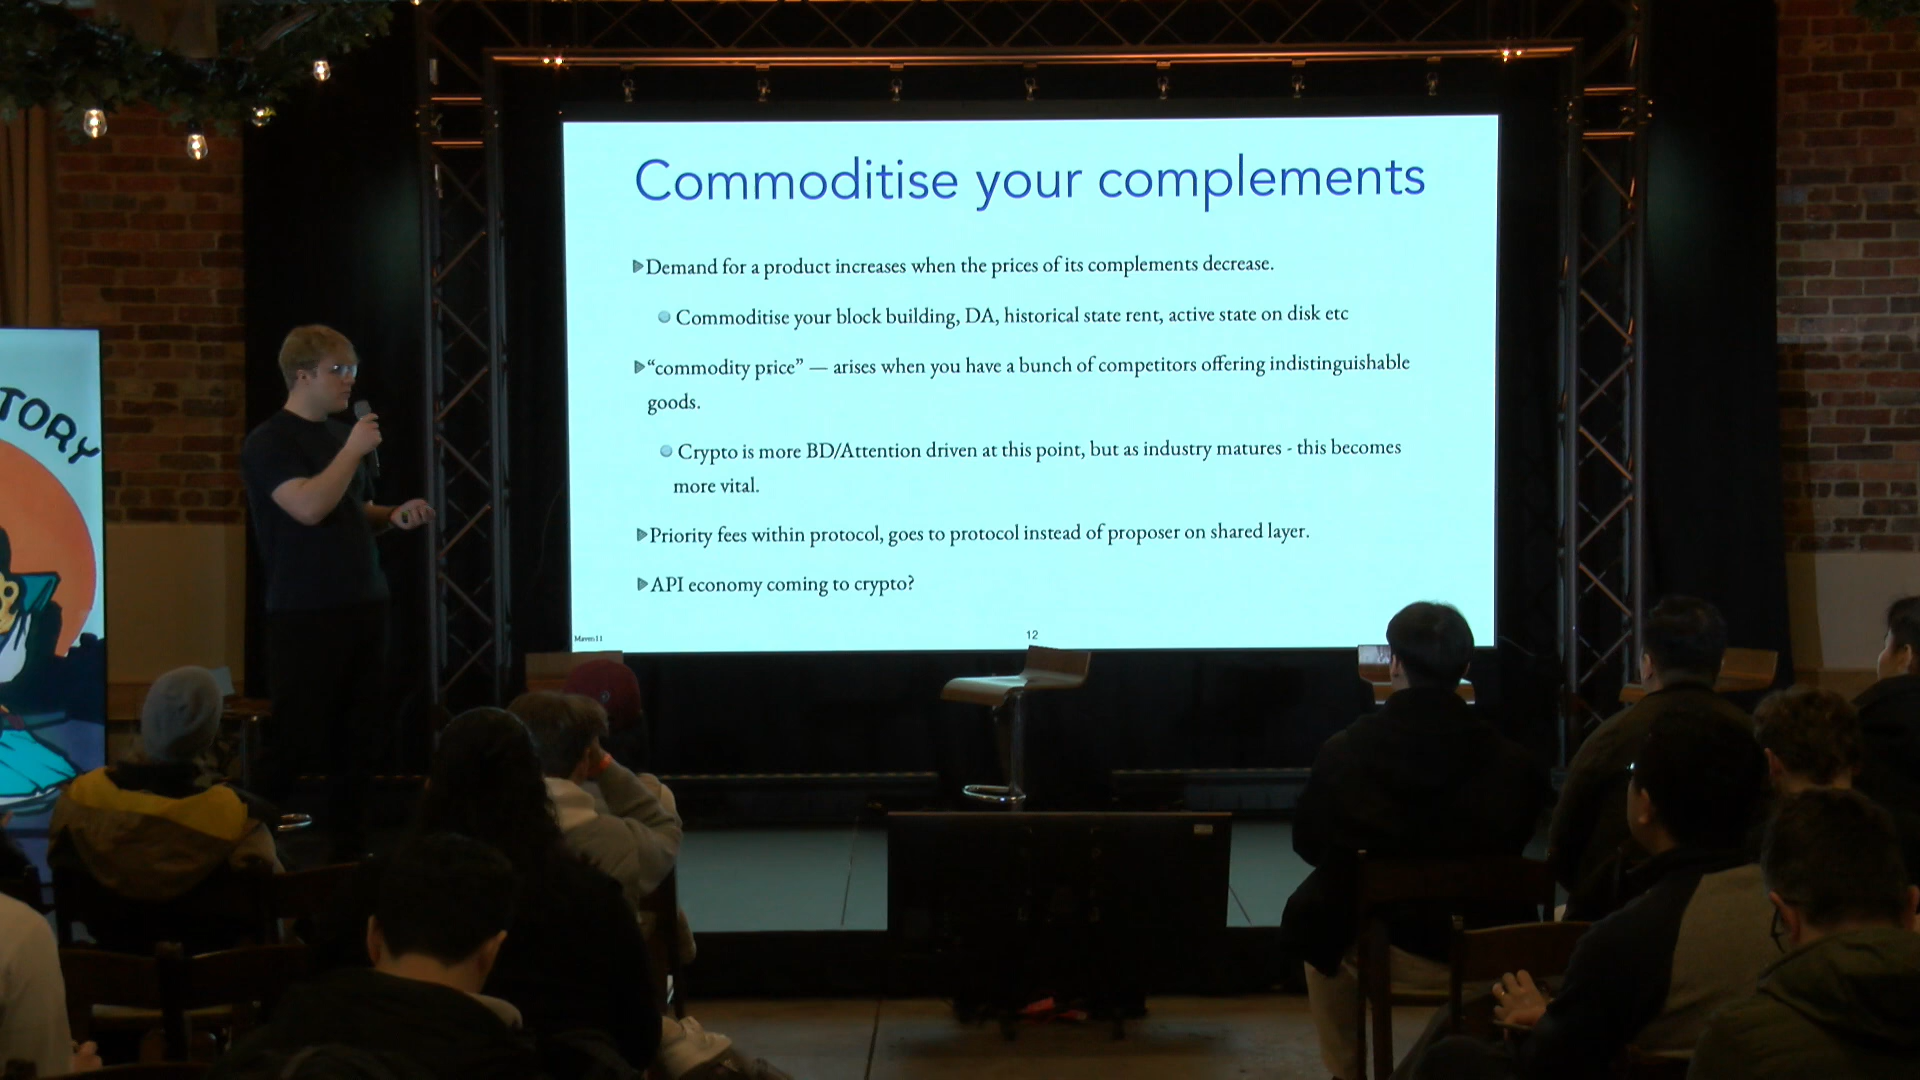 Commoditise your complements
Demand for a product increases when the prices of its complements decrease.
Commoditise your block building, DA, historical state rent, active state on disk etc
“commodity price” — arises when you have a bunch of competitors offering indistinguishable
goods.
Crypto is more BD/Attention driven at this point, but as industry matures - this becomes
more vital.
Priority fees within protocol, goes to protocol instead of proposer on shared layer.
API economy coming to crypto?
Maven11
12
TORY